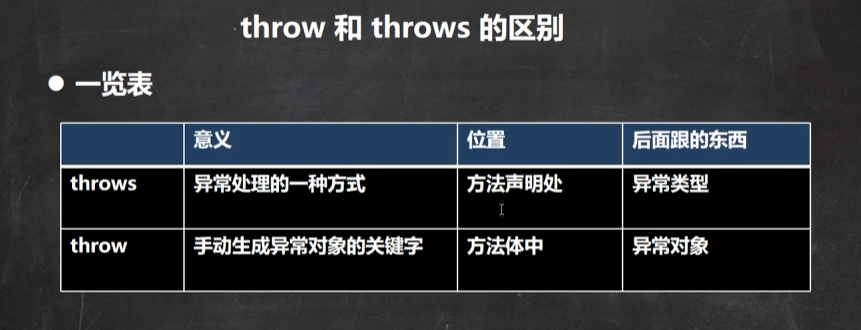 throw 和 throws 的区别
● 一览表
意义 位置 后面跟的东西
throws 异常处理的一种方式 方法声明处 异常类型
throw 手动生成异常对象的关键字 方法体中 异常对象